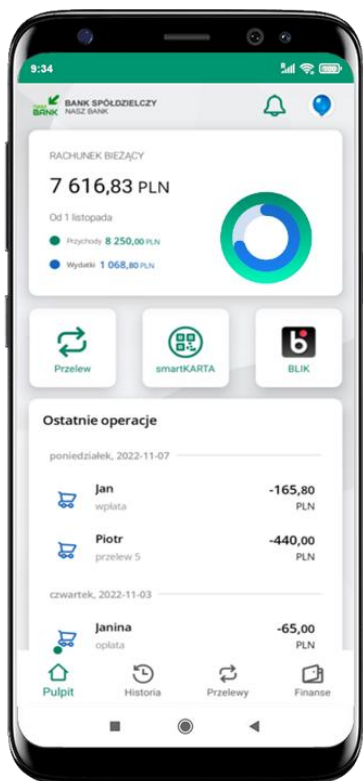 9:34
NASZ BANK
BANK SPÓŁDZIELCZY
NASZ BANK
RACHUNEK BIEŻĄCY
7 616,83 PLN
Od 1 listopada
Przychody 8 250,00 PLN
Wydatki 1 068,80 PLN
Przelew
smartKARTA
BLIK
Ostatnie operacje
poniedziałek, 2022-11-07
Jan -165,80
wpłata PLN
Piotr -440,00
przelew 5 PLN
czwartek, 2022-11-03
Janina -65,00
opłata PLN
Pulpit Historia Przelewy Finanse